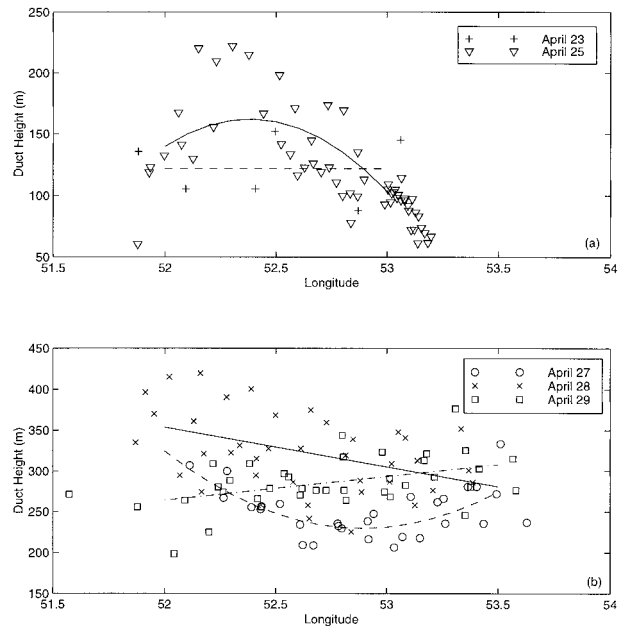 250
200
150
100
50
Duct Height (m)
April 23
April 25
(a)
51.5 52 52.5 53 53.5 54
Longitude
450
400
350
300
250
200
150
Duct Height (m)
April 27
April 28
April 29
(b)
51.5 52 52.5 53 53.5 54
Longitude